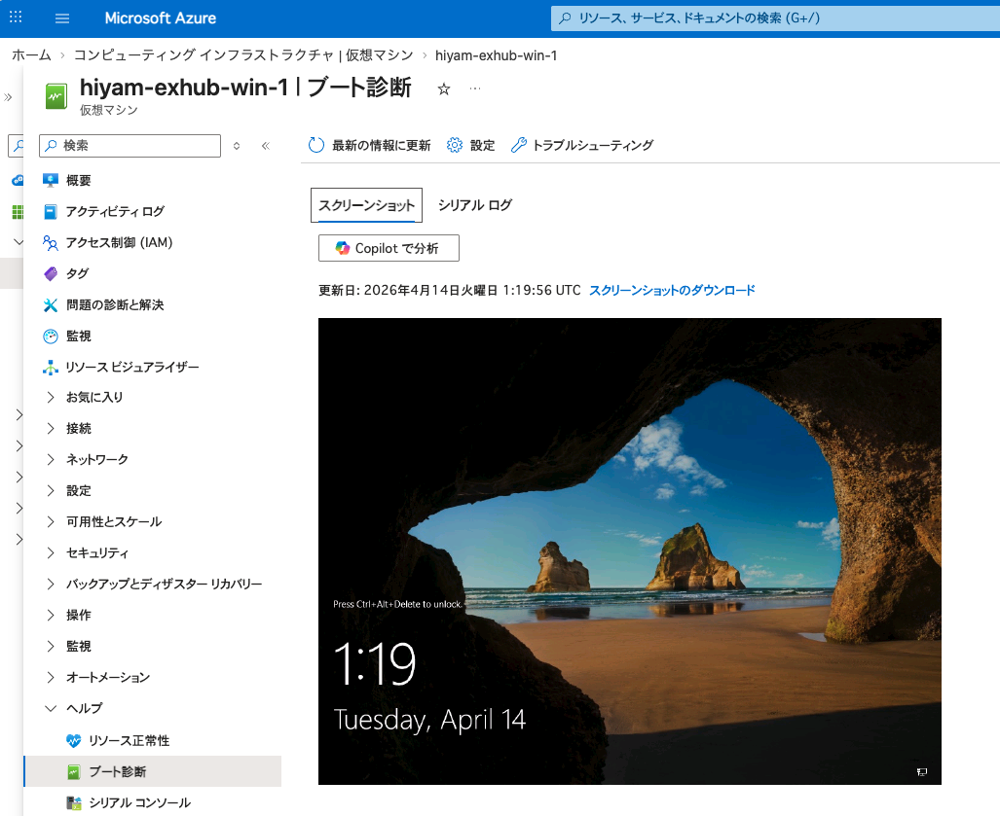 Microsoft Azure
リソース、サービス、ドキュメントの検索 (G+/)
ホーム > コンピューティング インフラストラクチャ | 仮想マシン > hiyam-exhub-win-1
hiyam-exhub-win-1 | ブート診断
仮想マシン
検索
最新の情報に更新 設定 トラブルシューティング
概要
アクティビティ ログ
アクセス制御 (IAM)
タグ
問題の診断と解決
監視
リソース ビジュアライザー
お気に入り
接続
ネットワーク
設定
可用性とスケール
セキュリティ
バックアップとディザスター リカバリー
操作
監視
オートメーション
ヘルプ
リソース正常性
ブート診断
シリアル コンソール
スクリーンショット シリアル ログ
Copilot で分析
更新日: 2026年4月14日火曜日 1:19:56 UTC スクリーンショットのダウンロード
Press Ctrl+Alt+Delete to unlock.
1:19
Tuesday, April 14